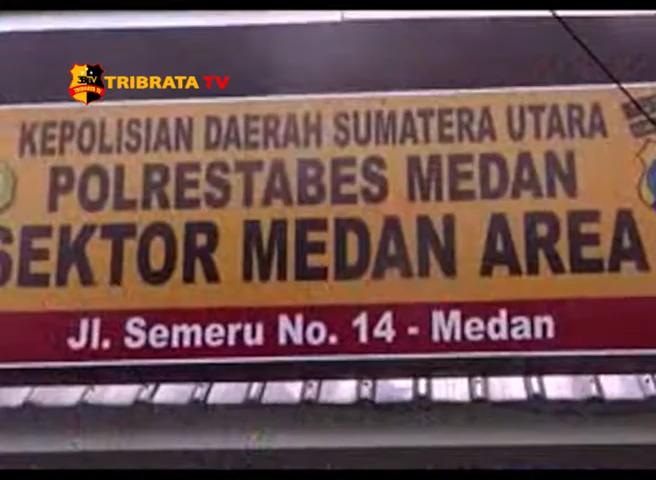 TRIBRATA TV
KEPOLISIAN DAERAH SUMATERA UTARA
POLRESTABES MEDAN
SEKTOR MEDAN AREA
Jl. Semeru No. 14 - Medan